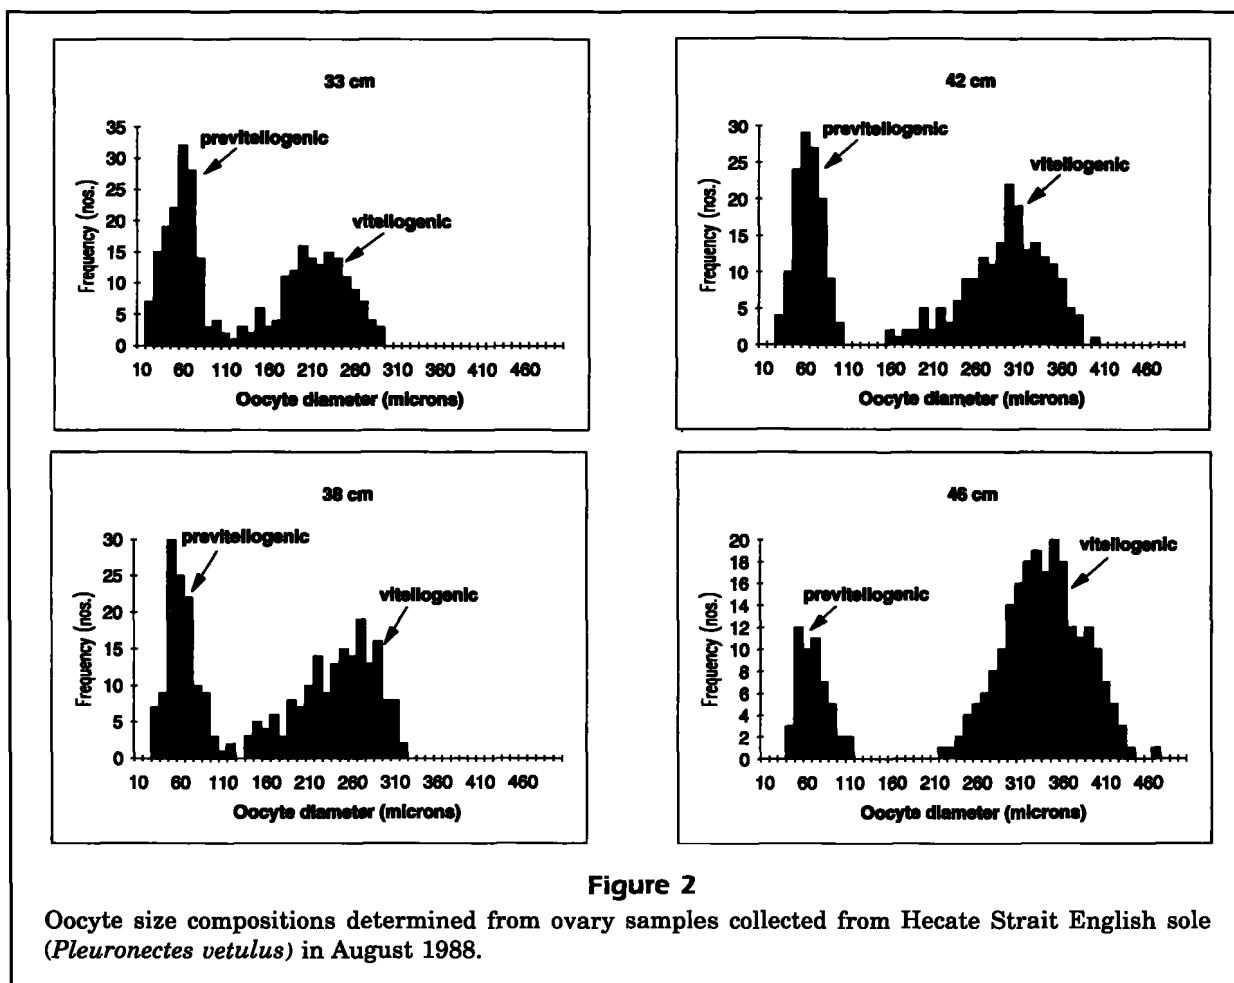 33 cm
35
30
25
20
15
10
5
0
Frequency (nos.)
previtellogenic
vitellogenic
10 60 110 160 210 260 310 360 410 460
Oocyte diameter (microns)
42 cm
30
25
20
15
10
5
0
Frequency (nos.)
previtellogenic
vitellogenic
10 60 110 160 210 260 310 360 410 460
Oocyte diameter (microns)
38 cm
30
25
20
15
10
5
0
Frequency (nos.)
previtellogenic
vitellogenic
10 60 110 160 210 260 310 360 410 460
Oocyte diameter (microns)
46 cm
20
18
16
14
12
10
8
6
4
2
0
Frequency (nos.)
previtellogenic
vitellogenic
10 60 110 160 210 260 310 360 410 460
Oocyte diameter (microns)
Figure 2
Oocyte size compositions determined from ovary samples collected from Hecate Strait English sole
(Pleuronectes vetulus) in August 1988.